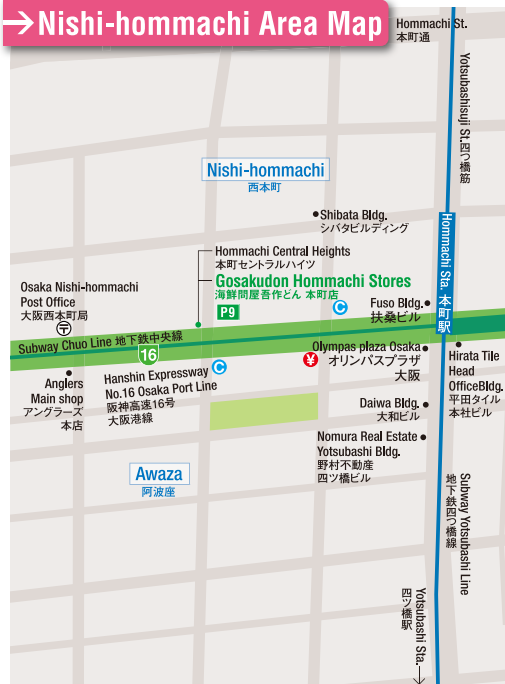 →Nishi-hommachi Area Map
Hommachi St.
本町通
Yotsubashisuji St.四つ橋筋
Nishi-hommachi
西本町
Shibata Bldg.
シバタビルディング
Hommachi Sta. 本町駅
Hommachi Central Heights
本町セントラルハイツ
Gosakudon Hommachi Stores
海鮮問屋吾作どん 本町店
P9
C
Osaka Nishi-hommachi
Post Office
大阪西本町局
〒
Fuso Bldg.
扶桑ビル
Subway Chuo Line 地下鉄中央線
16
Olympas plaza Osaka
オリンパスプラザ
大阪
¥
C
Hirata Tile
Head
OfficeBldg.
平田タイル
本社ビル
Anglers
Main shop
アングラーズ
本店
Hanshin Expressway
No.16 Osaka Port Line
阪神高速16号
大阪港線
Daiwa Bldg.
大和ビル
Nomura Real Estate
Yotsubashi Bldg.
野村不動産
四ツ橋ビル
Awaza
阿波座
Subway Yotsubashi Line
地下鉄四つ橋線
Yotsubashi Sta.
四ツ橋駅